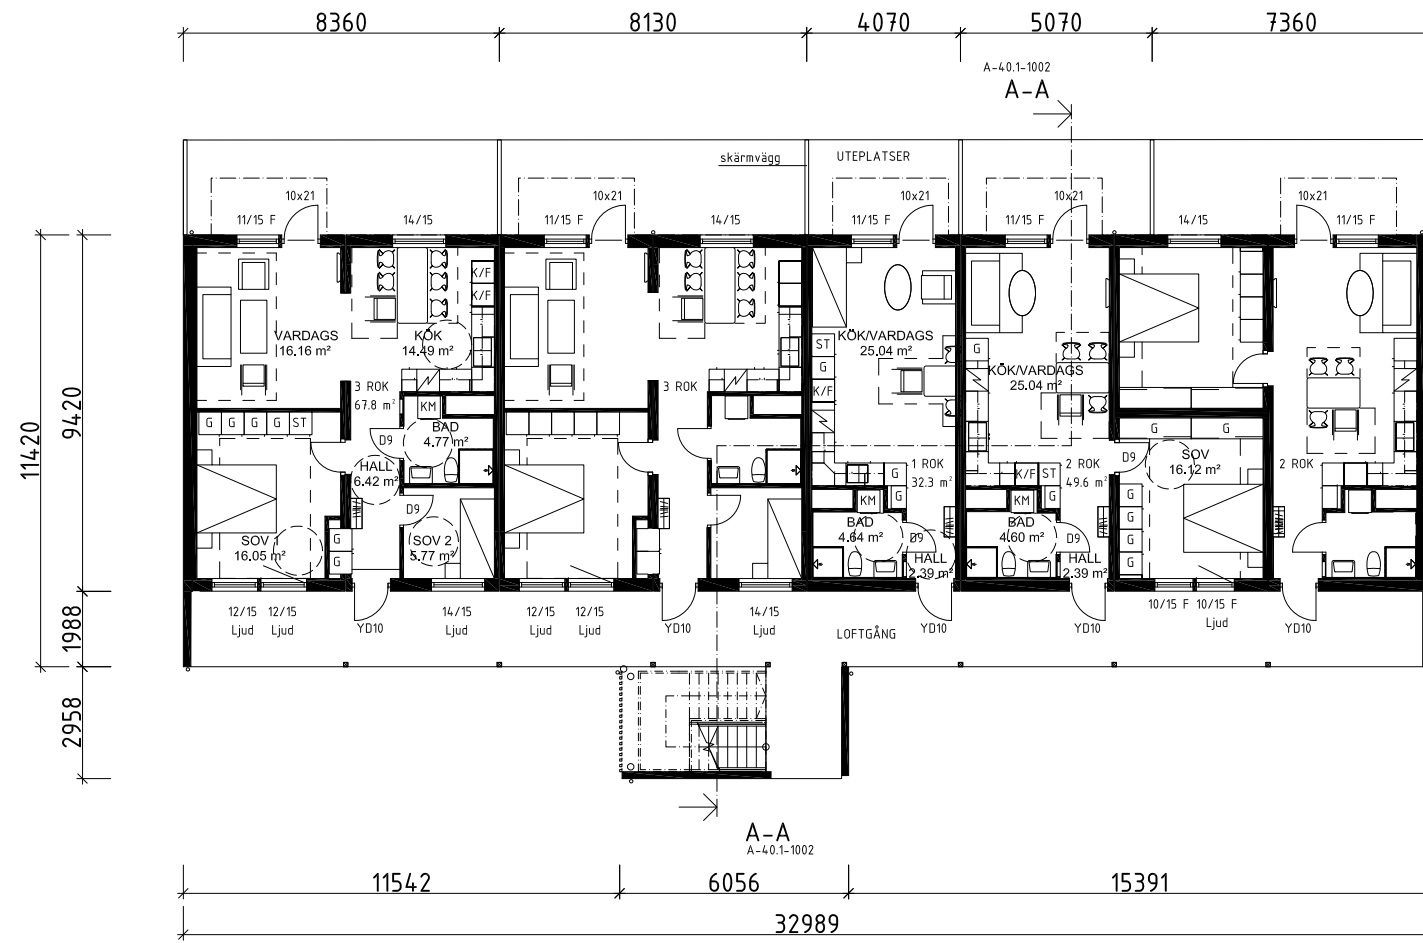 8360 8130 4070 5070 7360
A-40.1-1002
A-A
skärmvägg UTEPLATSER
10x21 10x21 10x21 10x21 10x21
11/15 F 14/15 11/15 F 14/15 11/15 F 11/15 F 14/15 11/15 F
K/F
K/F
VARDAGS
16.16 m²
KÖK
14.49 m²
3 ROK
67.8 m²
KM
BAD
4.77 m²
G G G G ST
D9
HALL
6.42 m²
D9
SOV 1
16.05 m²
G
G
SOV 2
5.77 m²
3 ROK
KÖK/VARDAGS
25.04 m²
ST
G
K/F
1 ROK
32.3 m²
G
G
KM
BAD
4.64 m²
D9
HALL
2.39 m²
G
KÖK/VARDAGS
25.04 m²
K/F ST
G
2 ROK
49.6 m²
KM
BAD
4.60 m²
D9
HALL
2.39 m²
D9
G G
SOV
16.12 m²
G
G
G
G
2 ROK
12/15 12/15 14/15 12/15 12/15 14/15 10/15 F 10/15 F
Ljud Ljud Ljud Ljud Ljud Ljud Ljud
YD10 YD10 YD10 YD10 YD10
LOFTGÅNG
11420
9420
1988
2958
A-A
A-40.1-1002
11542 6056 15391
32989